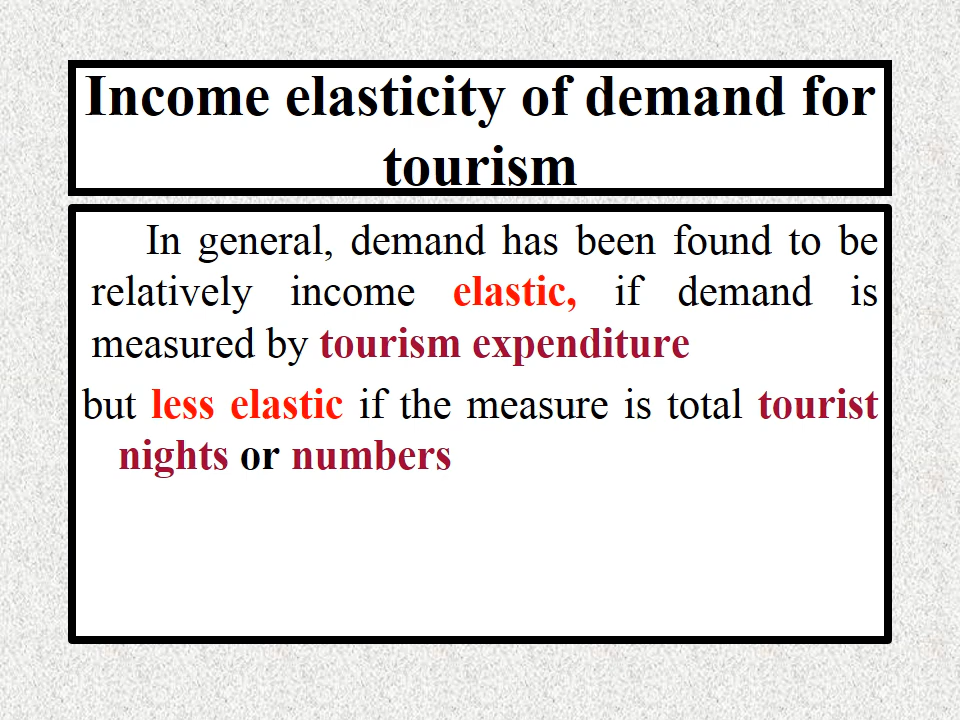 Income elasticity of demand for
tourism
In general, demand has been found to be
relatively income elastic, if demand is
measured by tourism expenditure
but less elastic if the measure is total tourist
nights or numbers